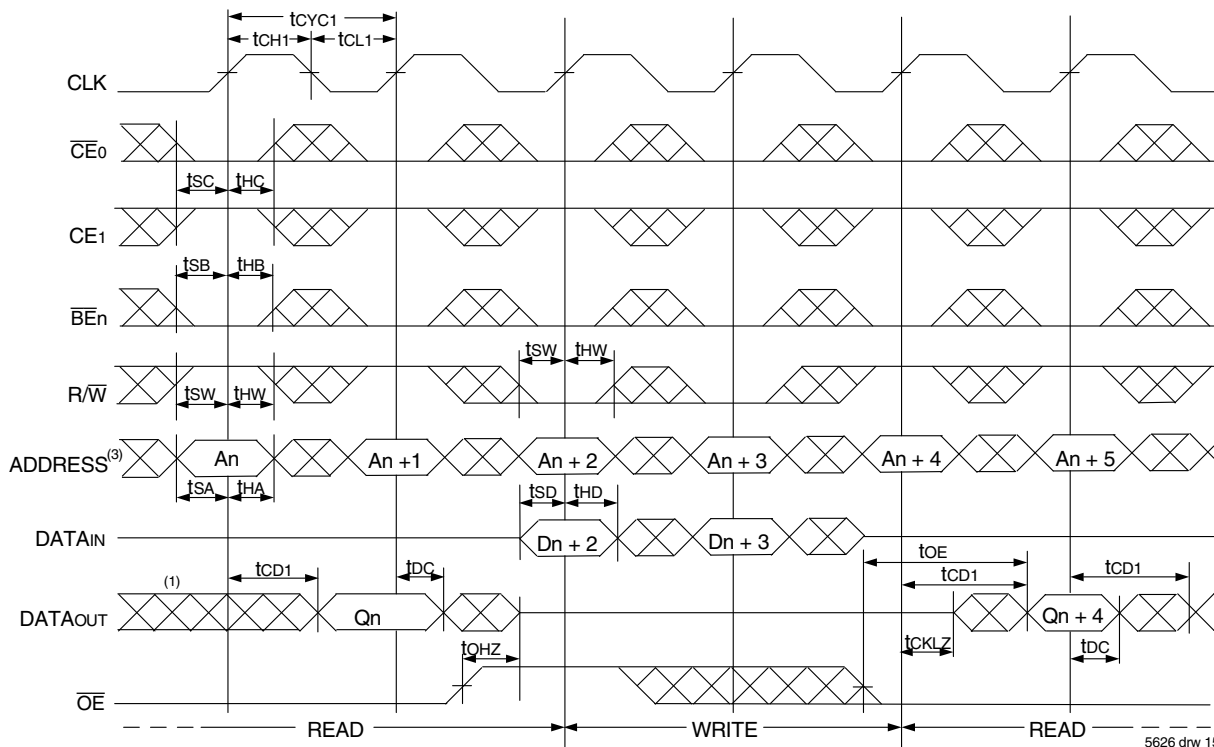 tCYC1
tCH1 tCL1
CLK
CE0
tSC tHC
CE1
tSB tHB
BEn
tSW tHW
R/W
tSW tHW
ADDRESS(3) An An +1 An + 2 An + 3 An + 4 An + 5
tSA tHA
tSD tHD
DATAIN Dn + 2 Dn + 3
tOE
(1) tCD1 tDC tCD1 tCD1
DATAOUT Qn Qn + 4
tOHZ tCKLZ tDC
OE
READ WRITE READ
5626 drw 15